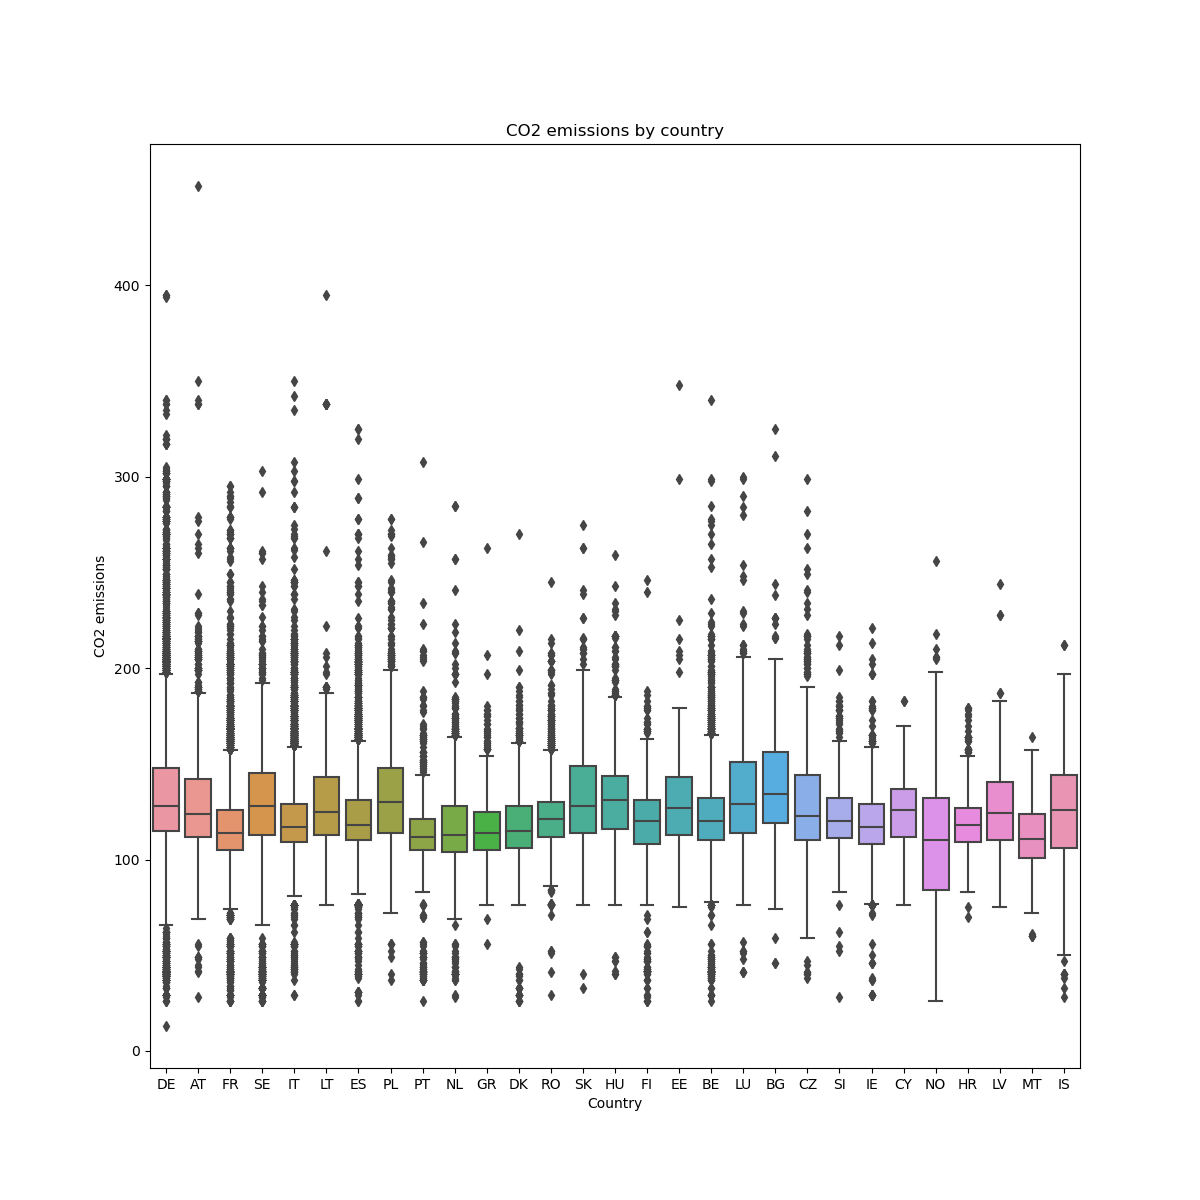 CO2 emissions by country
400
300
200
100
0
CO2 emissions
DE AT FR SE IT LT ES PL PT NL GR DK RO SK HU FI EE BE LU BG CZ SI IE CY NO HR LV MT IS
Country